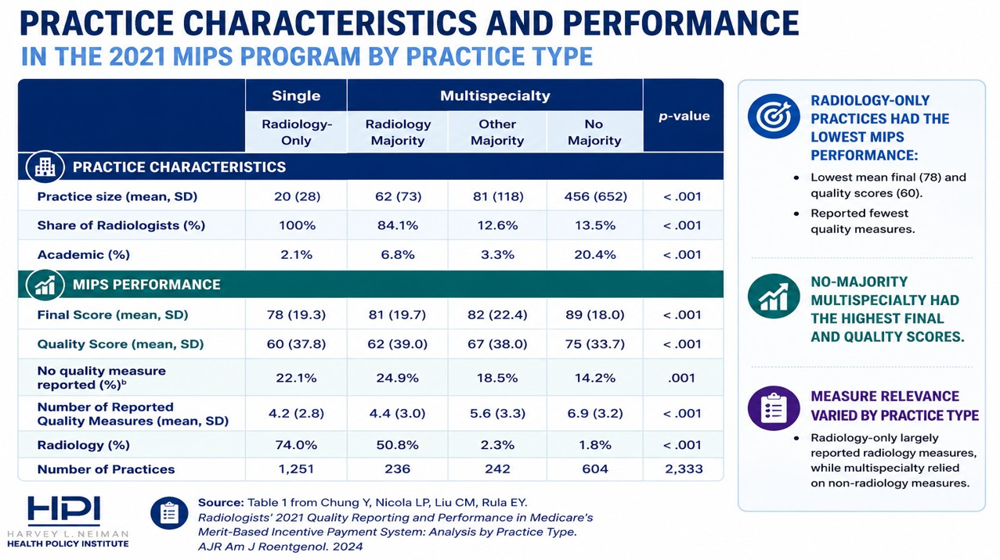 PRACTICE CHARACTERISTICS AND PERFORMANCE
IN THE 2021 MIPS PROGRAM BY PRACTICE TYPE
Single Multispecialty p-value
Radiology-Only Radiology Majority Other Majority No Majority
PRACTICE CHARACTERISTICS
Practice size (mean, SD) 20 (28) 62 (73) 81 (118) 456 (652) < .001
Share of Radiologists (%) 100% 84.1% 12.6% 13.5% < .001
Academic (%) 2.1% 6.8% 3.3% 20.4% < .001
MIPS PERFORMANCE
Final Score (mean, SD) 78 (19.3) 81 (19.7) 82 (22.4) 89 (18.0) < .001
Quality Score (mean, SD) 60 (37.8) 62 (39.0) 67 (38.0) 75 (33.7) < .001
No quality measure
reported (%)ᵇ 22.1% 24.9% 18.5% 14.2% .001
Number of Reported
Quality Measures (mean, SD) 4.2 (2.8) 4.4 (3.0) 5.6 (3.3) 6.9 (3.2) < .001
Radiology (%) 74.0% 50.8% 2.3% 1.8% < .001
Number of Practices 1,251 236 242 604 2,333
RADIOLOGY-ONLY
PRACTICES HAD THE
LOWEST MIPS
PERFORMANCE:
• Lowest mean final (78) and
quality scores (60).
• Reported fewest
quality measures.
NO-MAJORITY
MULTISPECIALTY HAD
THE HIGHEST FINAL
AND QUALITY SCORES.
MEASURE RELEVANCE
VARIED BY PRACTICE TYPE
• Radiology-only largely
reported radiology measures,
while multispecialty relied
on non-radiology measures.
HPI
HARVEY L. NEIMAN
HEALTH POLICY INSTITUTE
Source: Table 1 from Chung Y, Nicola LP, Liu CM, Rula EY.
Radiologists' 2021 Quality Reporting and Performance in Medicare's
Merit-Based Incentive Payment System: Analysis by Practice Type.
AJR Am J Roentgenol. 2024